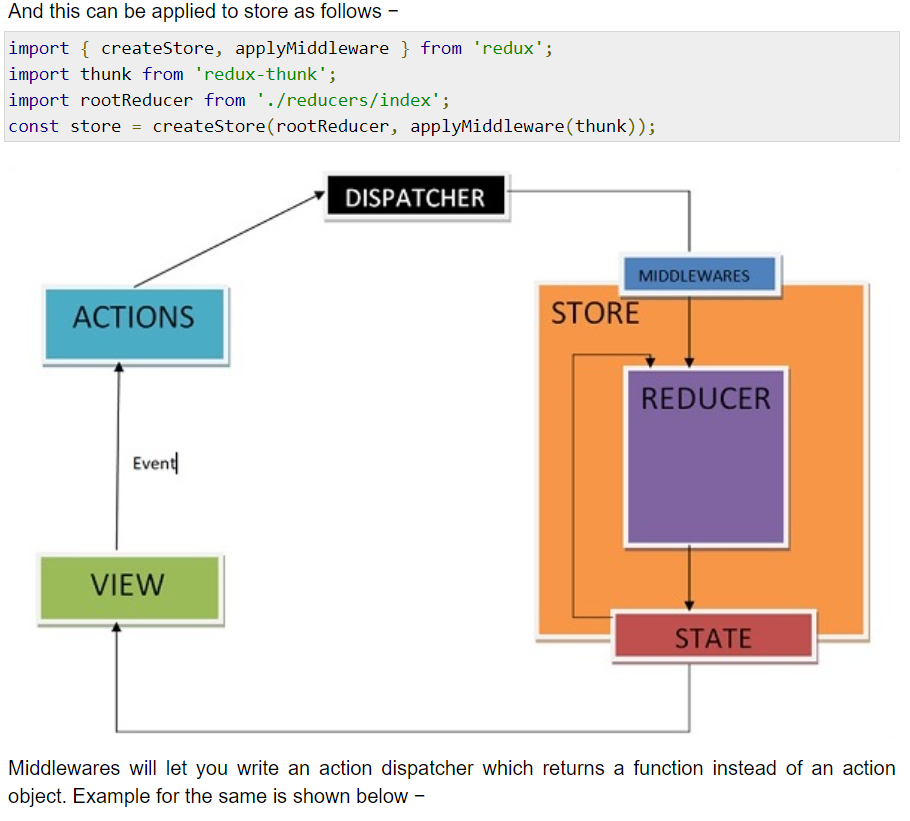 And this can be applied to store as follows −
import { createStore, applyMiddleware } from 'redux';
import thunk from 'redux-thunk';
import rootReducer from './reducers/index';
const store = createStore(rootReducer, applyMiddleware(thunk));
DISPATCHER
MIDDLEWARES
ACTIONS
STORE
REDUCER
Event
VIEW
STATE
Middlewares will let you write an action dispatcher which returns a function instead of an action
object. Example for the same is shown below −